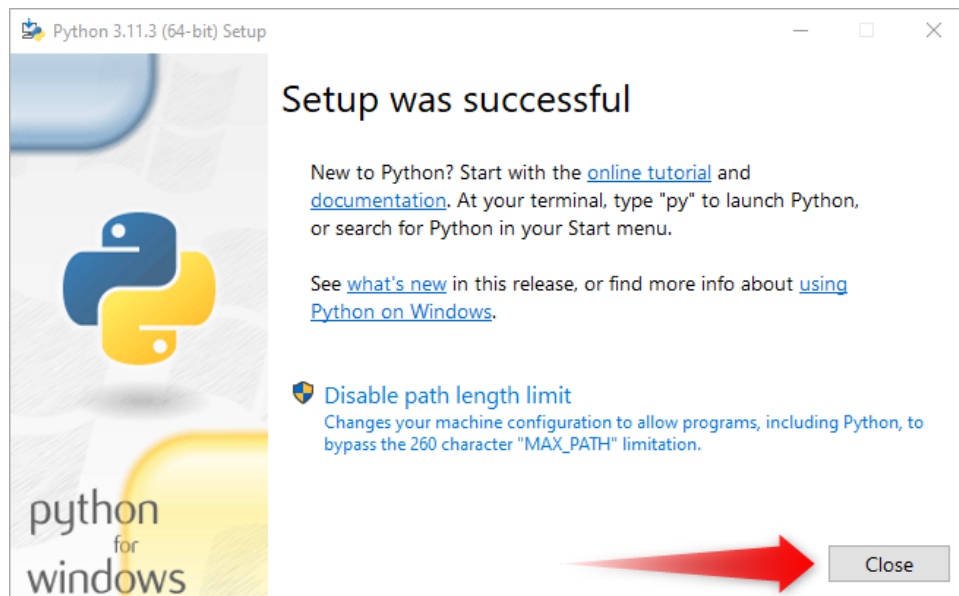 Python 3.11.3 (64-bit) Setup
Setup was successful
New to Python? Start with the online tutorial and
documentation. At your terminal, type "py" to launch Python,
or search for Python in your Start menu.
See what's new in this release, or find more info about using
Python on Windows.
Disable path length limit
Changes your machine configuration to allow programs, including Python, to
bypass the 260 character "MAX_PATH" limitation.
python
for
windows
Close